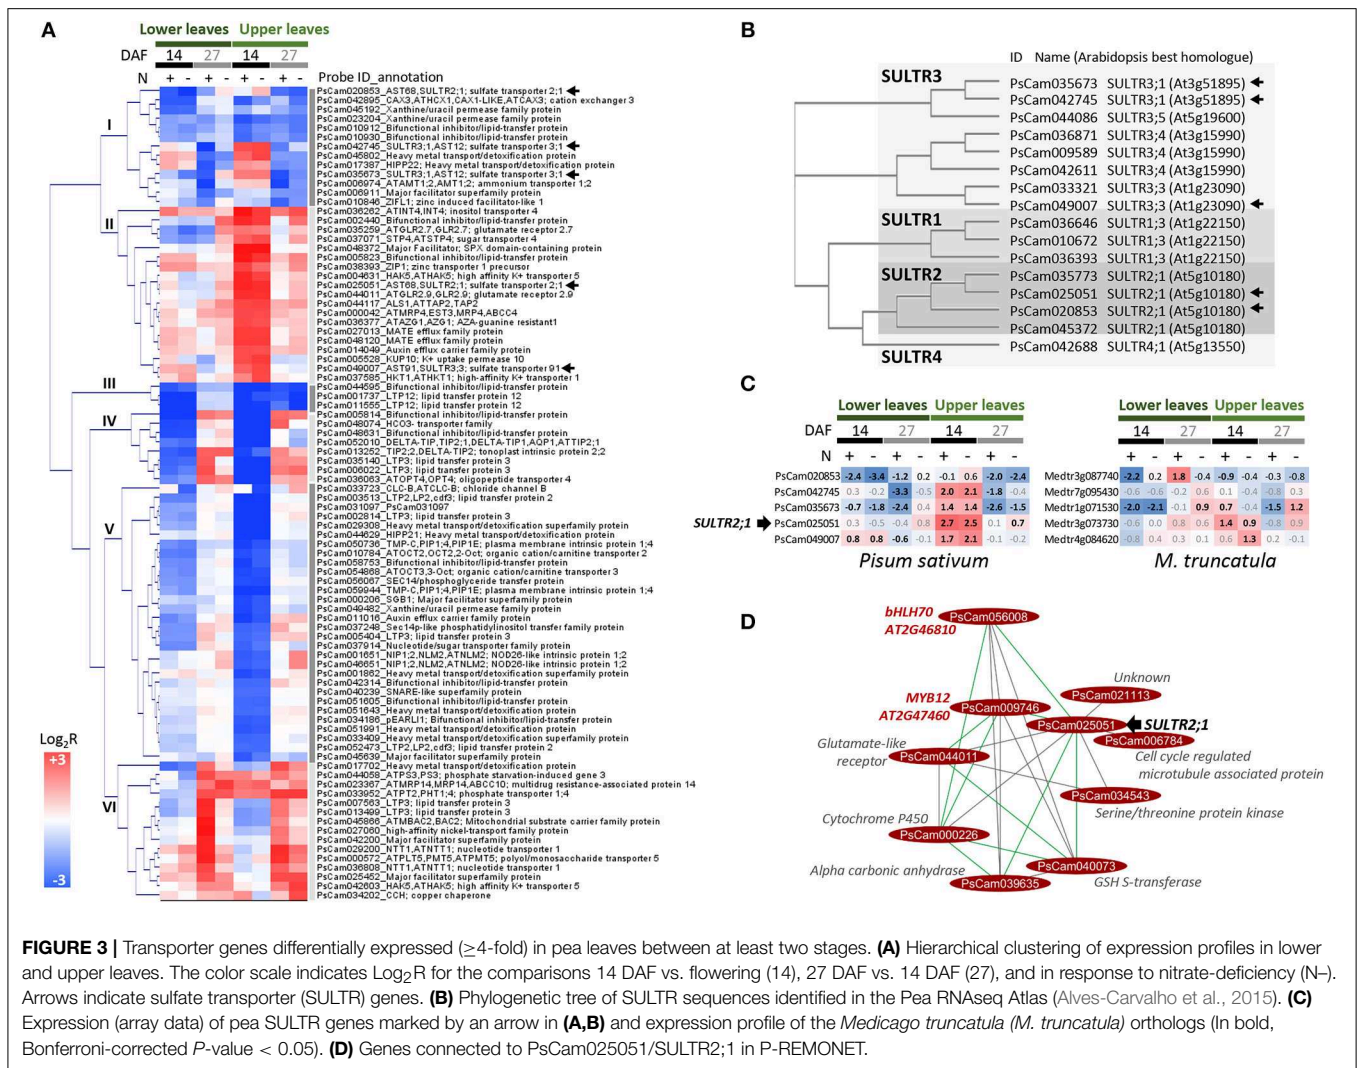 A
Lower leaves Upper leaves
DAF 14 27 14 27
N + - + - + - + - Probe ID_annotation
PsCam020853_AST68,SULTR2;1; sulfate transporter 2;1
PsCam042895_CAX3,ATHCX1,CAX1-LIKE,ATCAX3; cation exchanger 3
PsCam045192_Xanthine/uracil permease family protein
PsCam023204_Xanthine/uracil permease family protein
PsCam010912_Bifunctional inhibitor/lipid-transfer protein
PsCam010930_Bifunctional inhibitor/lipid-transfer protein
PsCam042745_SULTR3;1,AST12; sulfate transporter 3;1
PsCam045802_Heavy metal transport/detoxification protein
PsCam017387_HIPP22; Heavy metal transport/detoxification protein
PsCam035673_SULTR3;1,AST12; sulfate transporter 3;1
PsCam006974_ATAMT1;2,AMT1;2; ammonium transporter 1;2
PsCam006911_Major facilitator superfamily protein
PsCam010846_ZIFL1; zinc induced facilitator-like 1
PsCam036262_ATINT4,INT4; inositol transporter 4
PsCam002440_Bifunctional inhibitor/lipid-transfer protein
PsCam035259_ATGLR2.7,GLR2.7; glutamate receptor 2.7
PsCam037071_STP4,ATSTP4; sugar transporter 4
PsCam048372_Major Facilitator; SPX domain-containing protein
PsCam005823_Bifunctional inhibitor/lipid-transfer protein
PsCam038393_ZIP1; zinc transporter 1 precursor
PsCam004631_HAK5,ATHAK5; high affinity K+ transporter 5
PsCam025051_AST68,SULTR2;1; sulfate transporter 2;1
PsCam044011_ATGLR2.9,GLR2.9; glutamate receptor 2.9
PsCam044117_ALS1,ATTAP2,TAP2
PsCam000042_ATMRP4,EST3,MRP4,ABCC4
PsCam036377_ATAZG1,AZG1; AZA-guanine resistant1
PsCam027013_MATE efflux family protein
PsCam048120_MATE efflux family protein
PsCam014049_Auxin efflux carrier family protein
PsCam005528_KUP10; K+ uptake permease 10
PsCam049007_AST91,SULTR3;3; sulfate transporter 91
PsCam037585_HKT1,ATHKT1; high-affinity K+ transporter 1
PsCam044595_Bifunctional inhibitor/lipid-transfer protein
PsCam001737_LTP12; lipid transfer protein 12
PsCam011555_LTP12; lipid transfer protein 12
PsCam005814_Bifunctional inhibitor/lipid-transfer protein
PsCam048074_HCO3- transporter family
PsCam048631_Bifunctional inhibitor/lipid-transfer protein
PsCam052010_DELTA-TIP,TIP2;1,DELTA-TIP1,AQP1,ATTIP2;1
PsCam013252_TIP2;2,DELTA-TIP2; tonoplast intrinsic protein 2;2
PsCam035140_LTP3; lipid transfer protein 3
PsCam006022_LTP3; lipid transfer protein 3
PsCam036063_ATOPT4,OPT4; oligopeptide transporter 4
PsCam033723_CLC-B,ATCLC-B; chloride channel B
PsCam003513_LTP2,LP2,cdf3; lipid transfer protein 2
PsCam031097_PsCam031097
PsCam002814_LTP3; lipid transfer protein 3
PsCam029308_Heavy metal transport/detoxification superfamily protein
PsCam044629_HIPP21; Heavy metal transport/detoxification protein
PsCam050736_TMP-C,PIP1;4,PIP1E; plasma membrane intrinsic protein 1;4
PsCam010784_ATOCT2,OCT2,2-Oct; organic cation/carnitine transporter 2
PsCam058753_Bifunctional inhibitor/lipid-transfer protein
PsCam054868_ATOCT3,3-Oct; organic cation/carnitine transporter 3
PsCam056067_SEC14/phosphoglyceride transfer protein
PsCam059944_TMP-C,PIP1;4,PIP1E; plasma membrane intrinsic protein 1;4
PsCam000206_SGB1; Major facilitator superfamily protein
PsCam049482_Xanthine/uracil permease family protein
PsCam011016_Auxin efflux carrier family protein
PsCam037248_Sec14p-like phosphatidylinositol transfer family protein
PsCam005404_LTP3; lipid transfer protein 3
PsCam037914_Nucleotide/sugar transporter family protein
PsCam001651_NIP1;2,NLM2,ATNLM2; NOD26-like intrinsic protein 1;2
PsCam046651_NIP1;2,NLM2,ATNLM2; NOD26-like intrinsic protein 1;2
PsCam001862_Heavy metal transport/detoxification superfamily protein
PsCam042314_Bifunctional inhibitor/lipid-transfer protein
PsCam040239_SNARE-like superfamily protein
PsCam051605_Bifunctional inhibitor/lipid-transfer protein
PsCam051643_Heavy metal transport/detoxification protein
PsCam034186_pEARLI1; Bifunctional inhibitor/lipid-transfer protein
PsCam051991_Heavy metal transport/detoxification protein
PsCam033409_Heavy metal transport/detoxification superfamily protein
PsCam052473_LTP2,LP2,cdf3; lipid transfer protein 2
PsCam045639_Major facilitator superfamily protein
PsCam017702_Heavy metal transport/detoxification protein
PsCam044058_ATPS3,PS3; phosphate starvation-induced gene 3
PsCam023367_ATMRP14,MRP14,ABCC10; multidrug resistance-associated protein 14
PsCam033952_ATPT2,PHT1;4; phosphate transporter 1;4
PsCam007563_LTP3; lipid transfer protein 3
PsCam013499_LTP3; lipid transfer protein 3
PsCam045866_ATMBAC2,BAC2; Mitochondrial substrate carrier family protein
PsCam027060_high-affinity nickel-transport family protein
PsCam042200_Major facilitator superfamily protein
PsCam029200_NTT1,ATNTT1; nucleotide transporter 1
PsCam000572_ATPLT5,PMT5,ATPMT5; polyol/monosaccharide transporter 5
PsCam036808_NTT1,ATNTT1; nucleotide transporter 1
PsCam025452_Major facilitator superfamily protein
PsCam042603_HAK5,ATHAK5; high affinity K+ transporter 5
PsCam034202_CCH; copper chaperone
I
II
III
IV
V
VI
Log2R
+3
-3
B
ID Name (Arabidopsis best homologue)
SULTR3
PsCam035673 SULTR3;1 (At3g51895)
PsCam042745 SULTR3;1 (At3g51895)
PsCam044086 SULTR3;5 (At5g19600)
PsCam036871 SULTR3;4 (At3g15990)
PsCam009589 SULTR3;4 (At3g15990)
PsCam042611 SULTR3;4 (At3g15990)
PsCam033321 SULTR3;3 (At1g23090)
PsCam049007 SULTR3;3 (At1g23090)
SULTR1
PsCam036646 SULTR1;3 (At1g22150)
PsCam010672 SULTR1;3 (At1g22150)
PsCam036393 SULTR1;3 (At1g22150)
SULTR2
PsCam035773 SULTR2;1 (At5g10180)
PsCam025051 SULTR2;1 (At5g10180)
PsCam020853 SULTR2;1 (At5g10180)
PsCam045372 SULTR2;1 (At5g10180)
SULTR4
PsCam042688 SULTR4;1 (At5g13550)
C
Lower leaves Upper leaves Lower leaves Upper leaves
DAF 14 27 14 27 DAF 14 27 14 27
+ - + - + - + - N + - + - + - + - N
PsCam020853 -2.4 -3.4 -1.2 0.2 -0.1 0.6 -2.0 -2.4 Medtr3g087740 -2.2 0.2 1.8 -0.4 -0.9 -0.4 -0.3 -0.8
PsCam042745 0.3 -0.2 -3.3 -0.5 2.0 2.1 -1.8 -0.4 Medtr7g095430 -0.6 -0.5 -0.2 0.6 0.1 -0.4 -0.8 0.3
PsCam035673 -0.7 -1.8 -2.4 0.4 1.4 1.4 -2.6 -1.5 Medtr1g071530 -2.0 -2.1 -0.1 0.9 0.7 -0.4 -1.5 1.2
SULTR2;1 PsCam025051 0.3 -0.5 -0.4 0.8 2.7 2.5 0.1 0.7 Medtr3g073730 -0.6 0.0 0.8 0.6 1.4 0.9 -0.8 0.9
PsCam049007 0.8 0.8 -0.6 -0.1 1.7 2.1 -0.1 0.2 Medtr4g084620 -0.8 -0.4 0.1 -0.1 0.6 1.3 -0.2 -0.1
Pisum sativum M. truncatula
D
bHLH70
AT2G46810
PsCam056008
Unknown
PsCam021113
MYB12
AT2G47460
PsCam009746
PsCam025051 SULTR2;1
PsCam006784
Glutamate-like
receptor
PsCam044011
Cell cycle regulated
microtubule associated protein
PsCam034543
Serine/threonine protein kinase
Cytochrome P450
PsCam000226
Alpha carbonic anhydrase
PsCam039635
PsCam040073
GSH S-transferase
FIGURE 3 | Transporter genes differentially expressed (≥4-fold) in pea leaves between at least two stages. (A) Hierarchical clustering of expression profiles in lower
and upper leaves. The color scale indicates Log2R for the comparisons 14 DAF vs. flowering (14), 27 DAF vs. 14 DAF (27), and in response to nitrate-deficiency (N–).
Arrows indicate sulfate transporter (SULTR) genes. (B) Phylogenetic tree of SULTR sequences identified in the Pea RNAseq Atlas (Alves-Carvalho et al., 2015). (C)
Expression (array data) of pea SULTR genes marked by an arrow in (A,B) and expression profile of the Medicago truncatula (M. truncatula) orthologs (In bold,
Bonferroni-corrected P-value < 0.05). (D) Genes connected to PsCam025051/SULTR2;1 in P-REMONET.